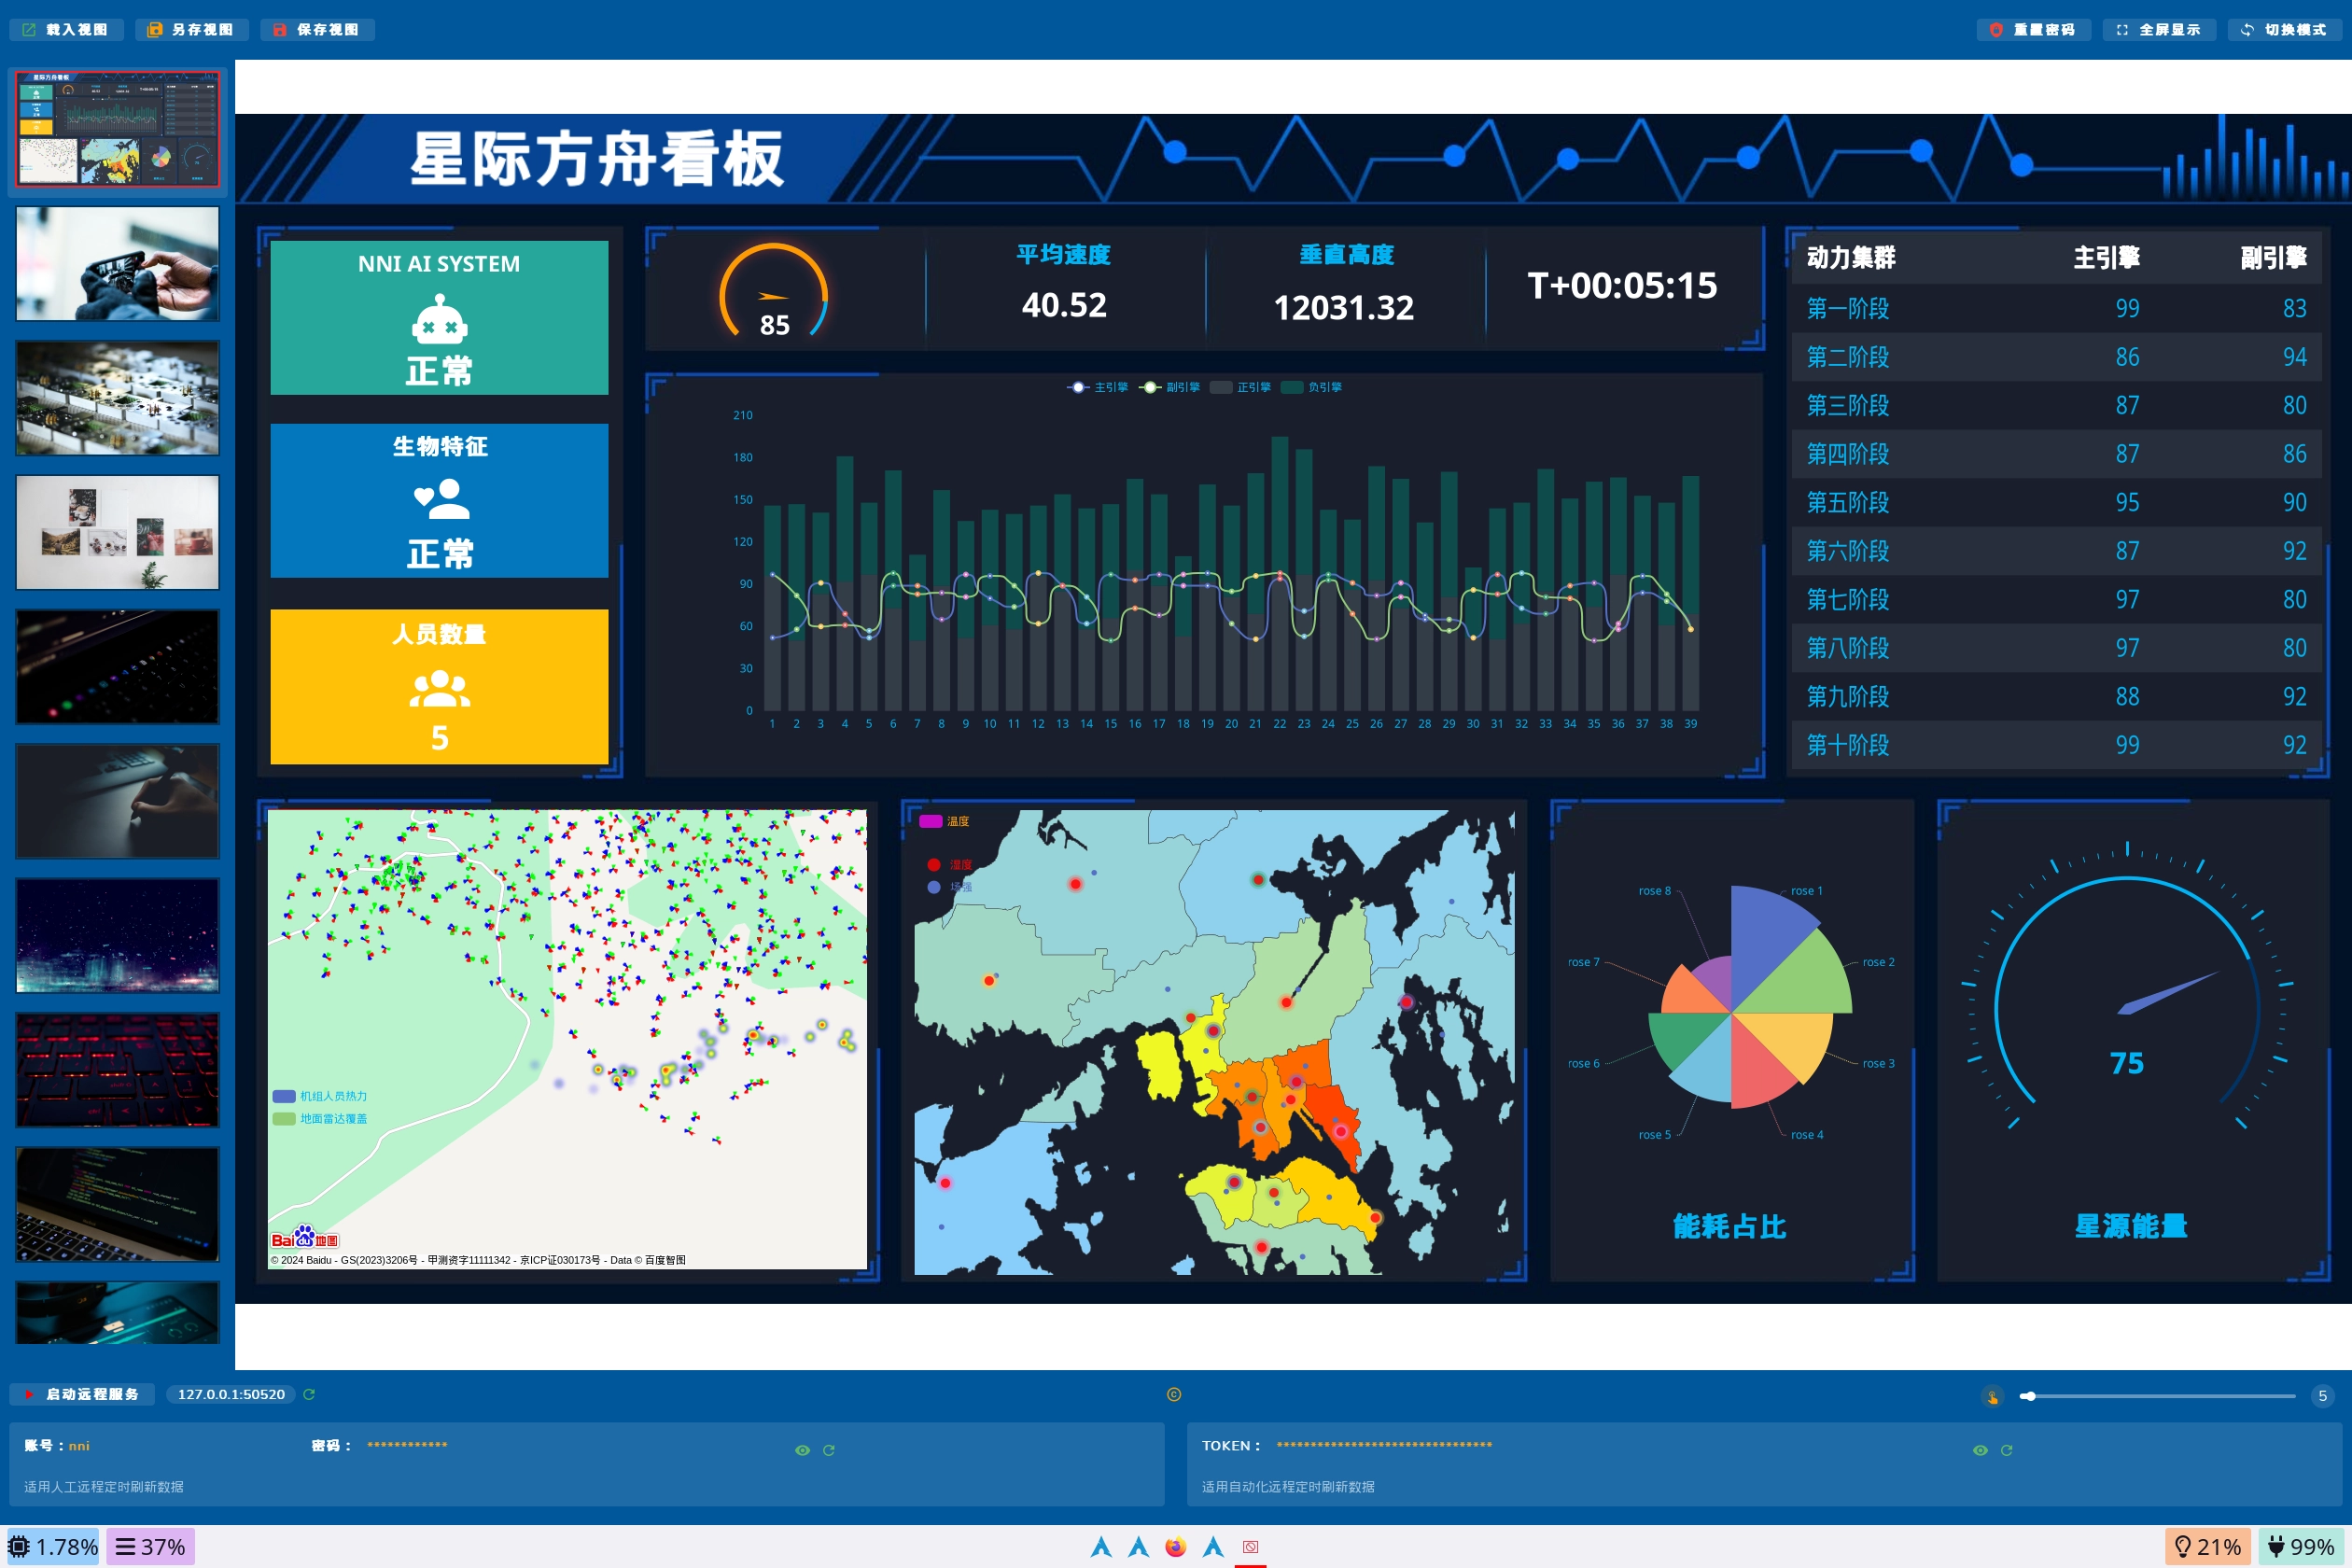 载入视图 另存视图 保存视图 重置密码 全屏显示 切换模式
星际方舟看板
NNI AI SYSTEM
正常
生物特征
正常
人员数量
5
85
平均速度
40.52
垂直高度
12031.32
T+00:05:15
主引擎 副引擎 正引擎 负引擎
210
180
150
120
90
60
30
0
1 2 3 4 5 6 7 8 9 10 11 12 13 14 15 16 17 18 19 20 21 22 23 24 25 26 27 28 29 30 31 32 33 34 35 36 37 38 39
动力集群 主引擎 副引擎
第一阶段 99 83
第二阶段 86 94
第三阶段 87 80
第四阶段 87 86
第五阶段 95 90
第六阶段 87 92
第七阶段 97 80
第八阶段 97 80
第九阶段 88 92
第十阶段 99 92
机组人员热力
地面雷达覆盖
Bai du 地图
© 2024 Baidu - GS(2023)3206号 - 甲测资字11111342 - 京ICP证030173号 - Data © 百度智图
温度
湿度
场强
rose 8 rose 1
rose 7 rose 2
rose 6 rose 3
rose 5 rose 4
能耗占比
75
星源能量
启动远程服务 127.0.0.1:50520 5
账号：nni 密码： ************
适用人工远程定时刷新数据
TOKEN： ********************************
适用自动化远程定时刷新数据
1.78% 37% 21% 99%